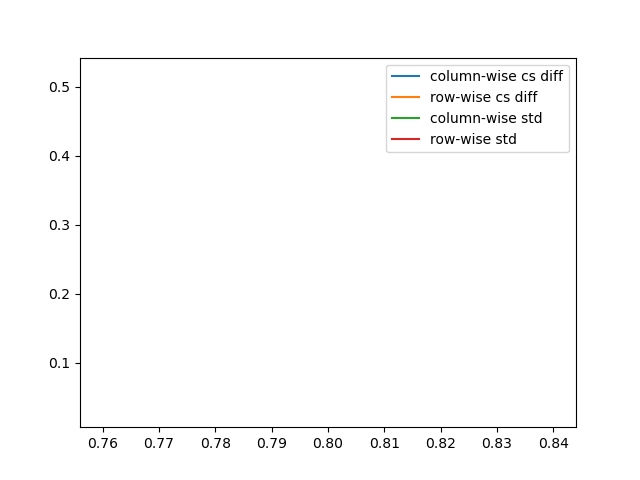 column-wise cs diff
row-wise cs diff
column-wise std
row-wise std
0.5
0.4
0.3
0.2
0.1
0.76 0.77 0.78 0.79 0.80 0.81 0.82 0.83 0.84